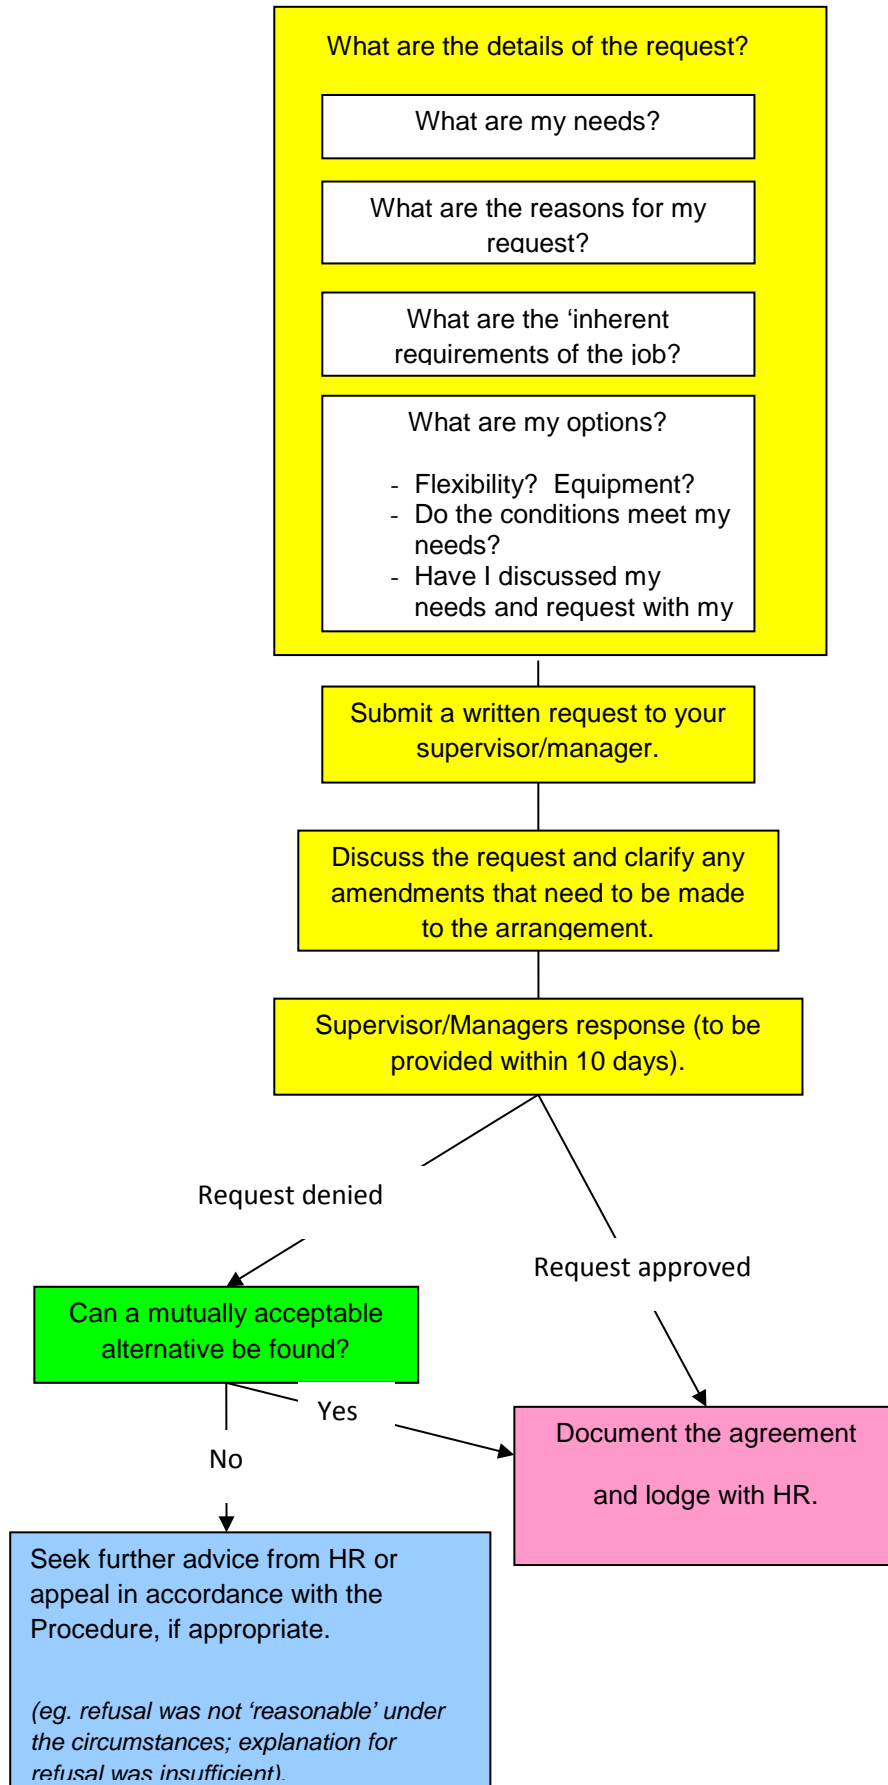 What are the details of the request?
What are my needs?
What are the reasons for my
request?
What are the ‘inherent
requirements of the job?
What are my options?
- Flexibility?  Equipment?
- Do the conditions meet my
needs?
- Have I discussed my
needs and request with my
Submit a written request to your
supervisor/manager.
Discuss the request and clarify any
amendments that need to be made
to the arrangement.
Supervisor/Managers response (to be
provided within 10 days).
Request denied
Request approved
Can a mutually acceptable
alternative be found?
Yes
No
Document the agreement
and lodge with HR.
Seek further advice from HR or
appeal in accordance with the
Procedure, if appropriate.
(eg. refusal was not ‘reasonable’ under
the circumstances; explanation for
refusal was insufficient).